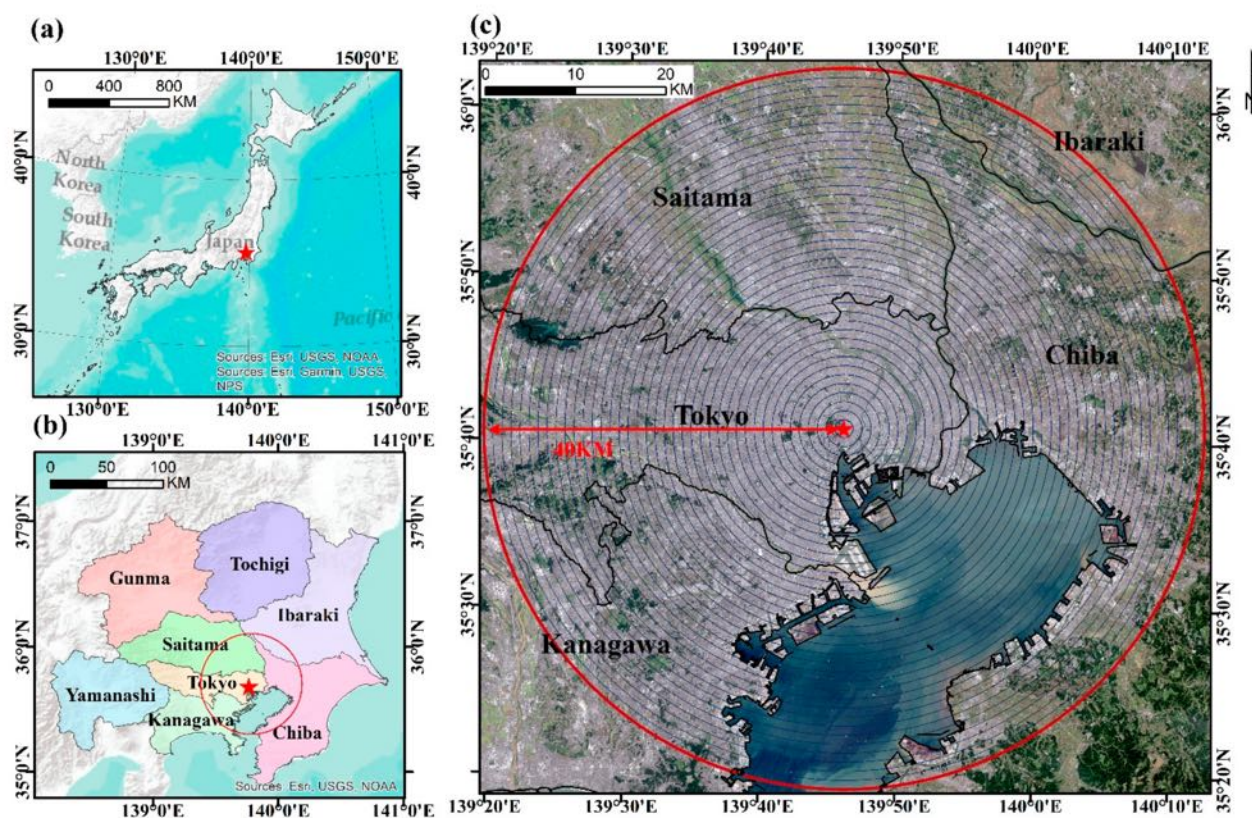 (a)
130°0'E 140°0'E 150°0'E
0 400 800
KM
40°0'N
40°0'N
North
Korea
South
Korea
Japan
30°0'N
30°0'N
Pacific
Sources: Esri, USGS, NOAA,
Sources: Esri, Garmin, USGS,
NPS
130°0'E 140°0'E 150°0'E
(b)
139°0'E 140°0'E 141°0'E
0 50 100
KM
37°0'N
37°0'N
Gunma
Tochigi
Ibaraki
36°0'N
36°0'N
Saitama
Tokyo
Yamanashi
Kanagawa
Chiba
35°0'N
35°0'N
Sources: Esri, USGS, NOAA
139°0'E 140°0'E 141°0'E
(c)
139°20'E 139°30'E 139°40'E 139°50'E 140°0'E 140°10'E
0 10 20
KM
N
36°0'N
36°0'N
Ibaraki
Saitama
35°50'N
35°50'N
Chiba
Tokyo
35°40'N
35°40'N
40KM
35°30'N
35°30'N
Kanagawa
35°20'N
139°20'E 139°30'E 139°40'E 139°50'E 140°0'E 140°10'E